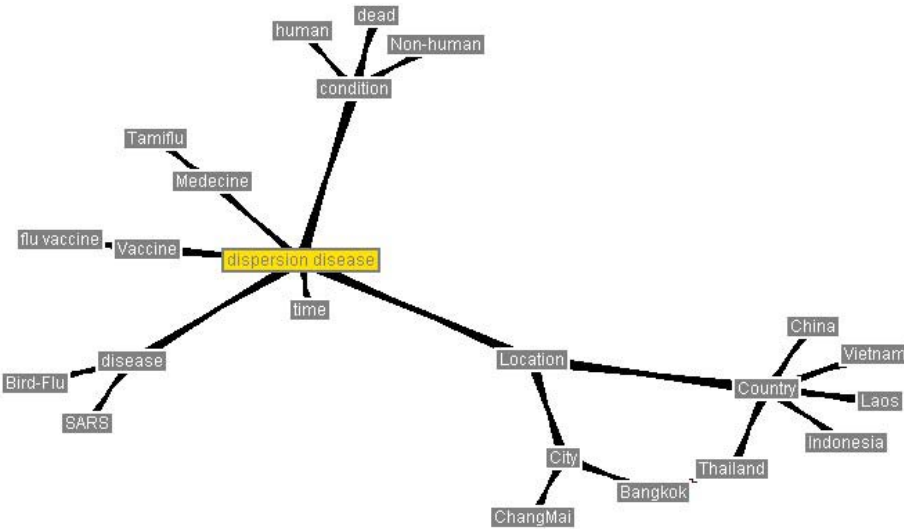 dead
human
Non-human
condition
Tamiflu
Medecine
flu vaccine
Vaccine
dispersion disease
time
disease
Bird-Flu
SARS
Location
China
Vietnam
Country
Laos
Indonesia
City
Thailand
Bangkok
ChangMai